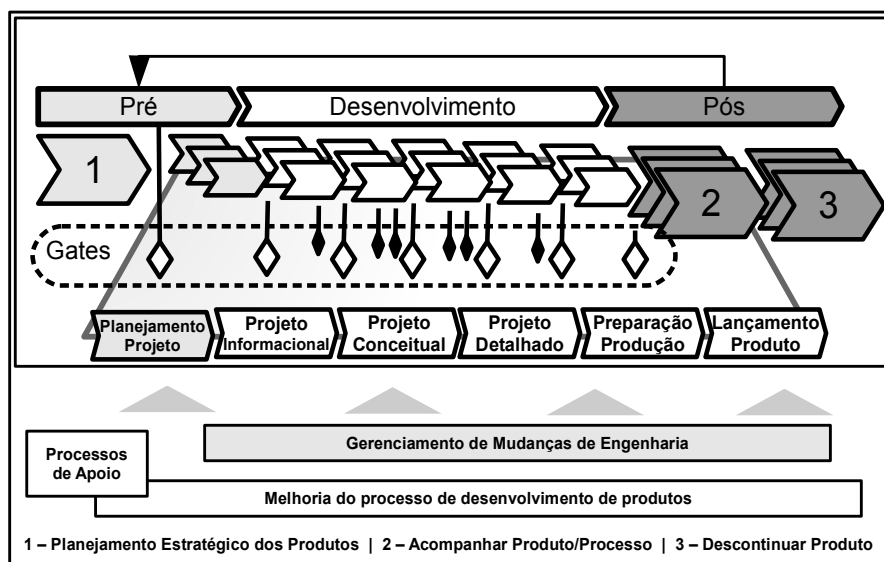 Pré
Desenvolvimento
Pós
1
2
3
Gates
Planejamento
Projeto
Projeto
Informacional
Projeto
Conceitual
Projeto
Detalhado
Preparação
Produção
Lançamento
Produto
Gerenciamento de Mudanças de Engenharia
Processos
de Apoio
Melhoria do processo de desenvolvimento de produtos
1 – Planejamento Estratégico dos Produtos | 2 – Acompanhar Produto/Processo | 3 – Descontinuar Produto